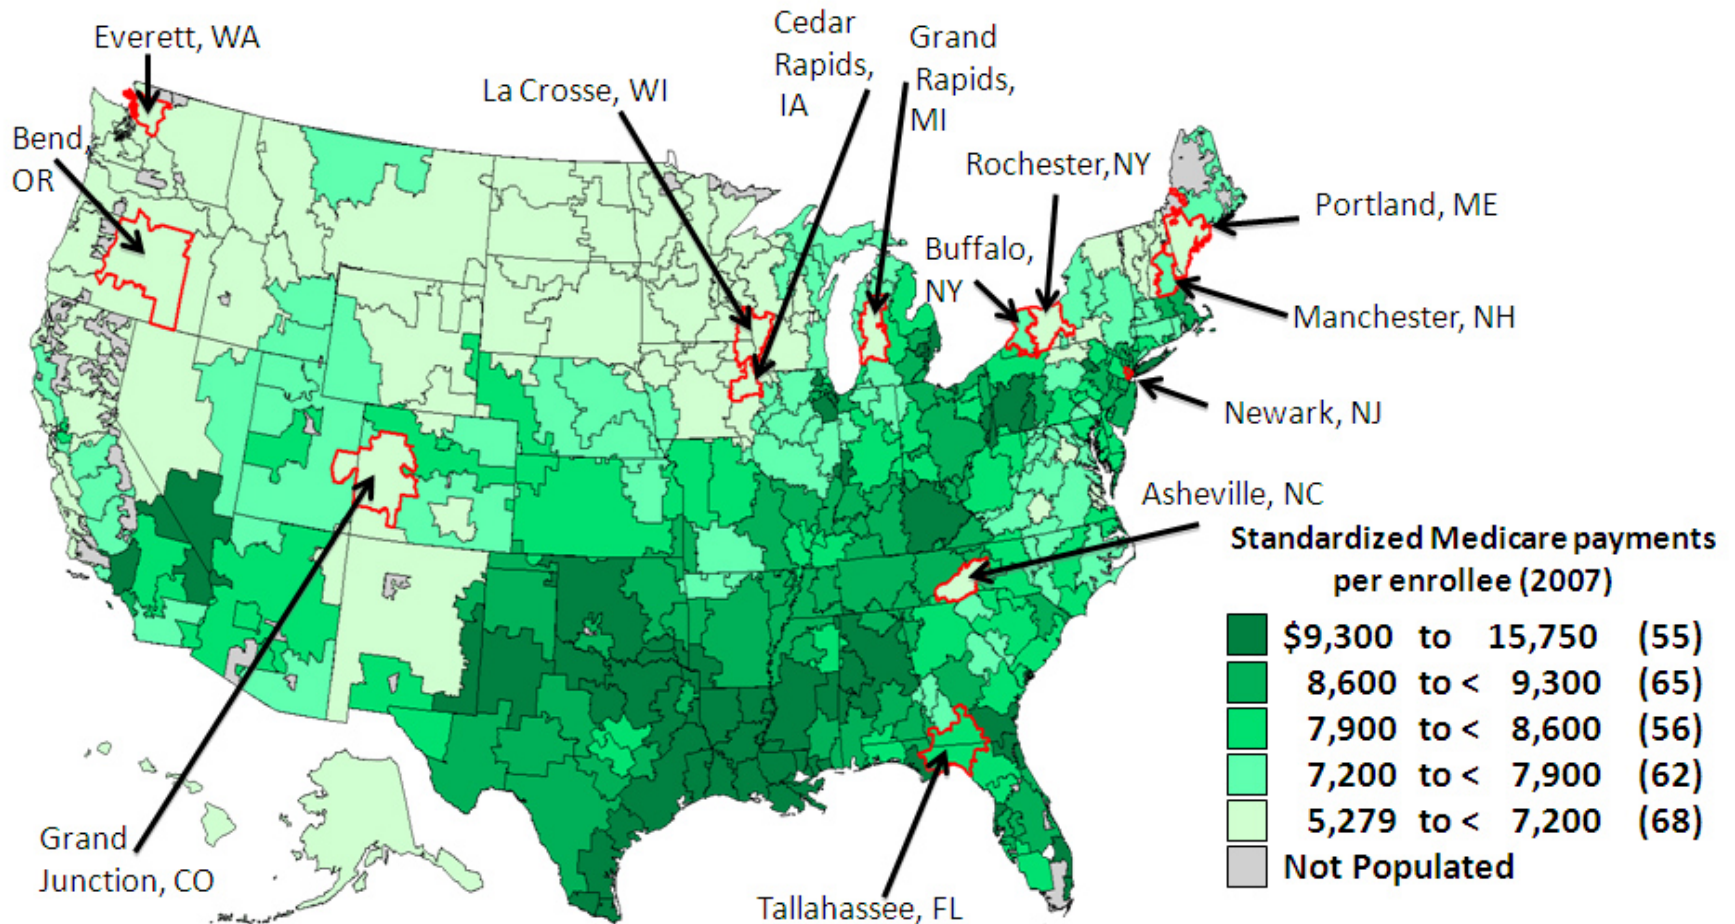 Everett, WA
Bend,
OR
La Crosse, WI
Cedar
Rapids,
IA
Grand
Rapids,
MI
Rochester,NY
Buffalo,
NY
Portland, ME
Manchester, NH
Newark, NJ
Asheville, NC
Standardized Medicare payments
per enrollee (2007)
$9,300 to 15,750 (55)
8,600 to < 9,300 (65)
7,900 to < 8,600 (56)
7,200 to < 7,900 (62)
5,279 to < 7,200 (68)
Not Populated
Grand
Junction, CO
Tallahassee, FL